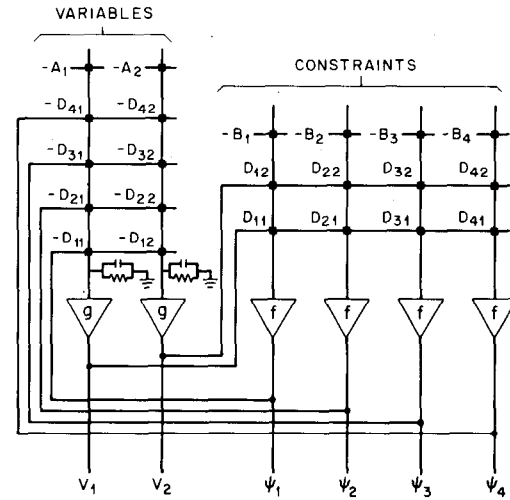 VARIABLES
-A₁ -A₂
CONSTRAINTS
-D₄₁ -D₄₂
-B₁ -B₂ -B₃ -B₄
-D₃₁ -D₃₂
D₁₂ D₂₂ D₃₂ D₄₂
-D₂₁ -D₂₂
D₁₁ D₂₁ D₃₁ D₄₁
-D₁₁ -D₁₂
g g f f f f
V₁ V₂ Ψ₁ Ψ₂ Ψ₃ Ψ₄